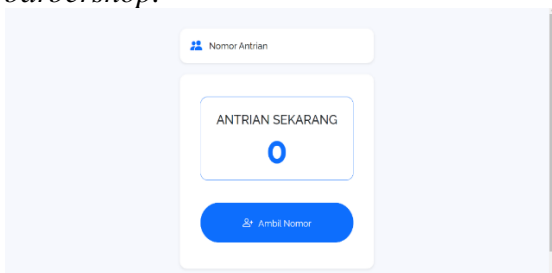 barbershop.
Nomor Antrian
ANTRIAN SEKARANG
0
Ambil Nomor